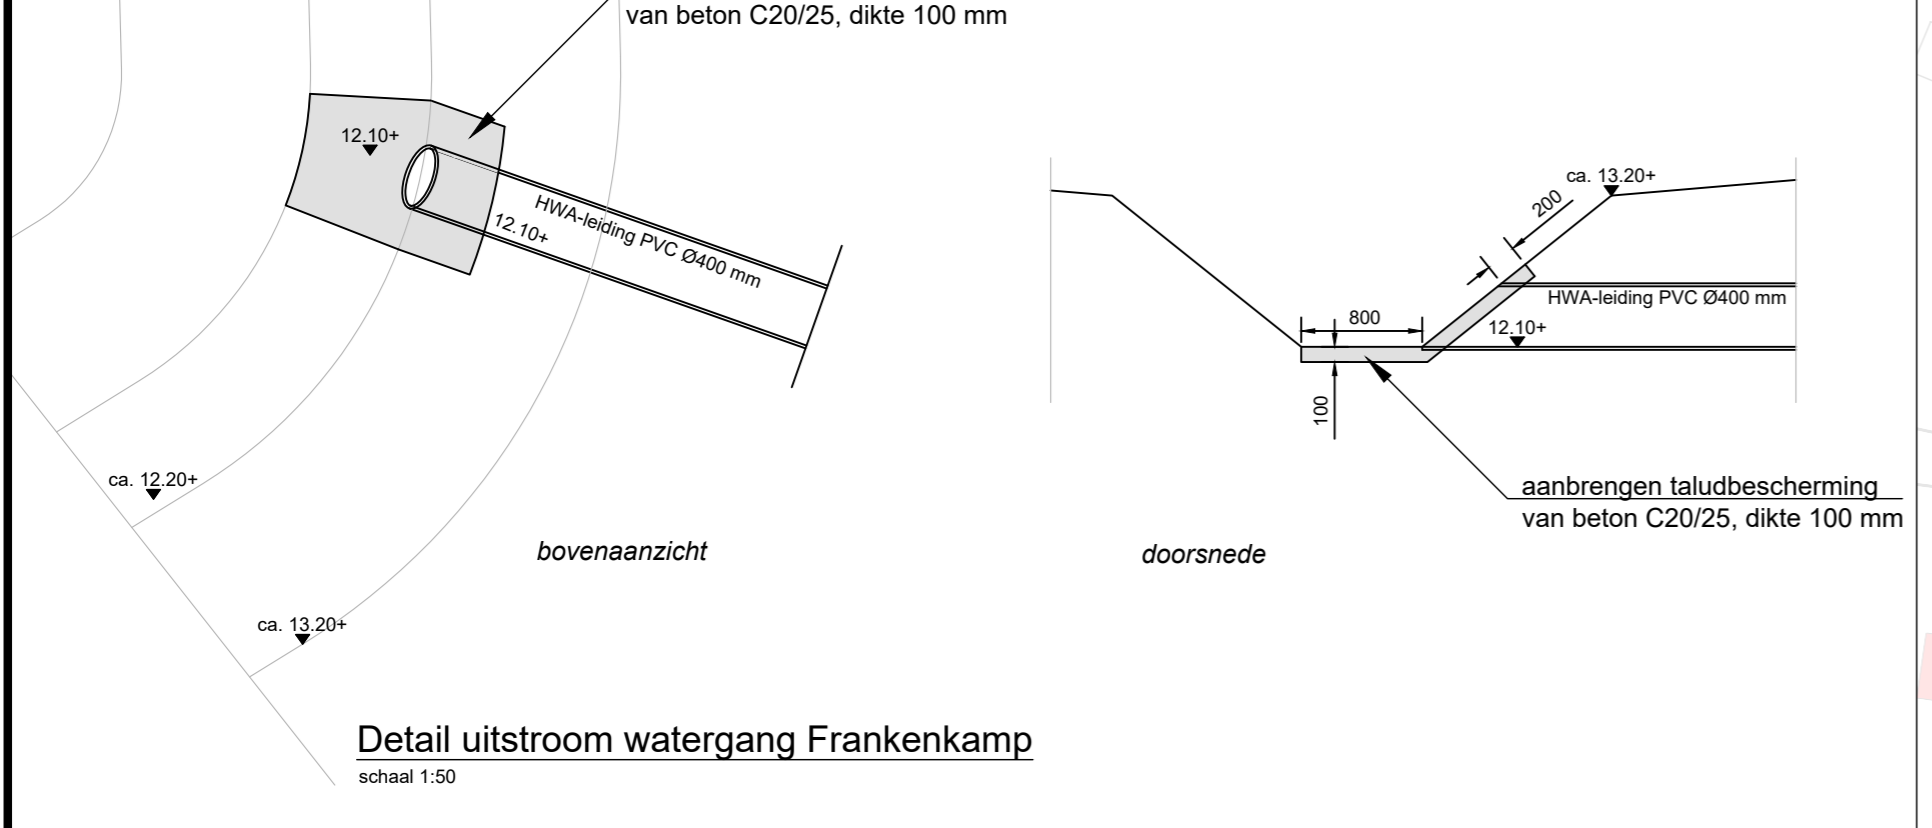 van beton C20/25, dikte 100 mm
12.10+
HWA-leiding PVC Ø400 mm
12.10+
ca. 12.20+
ca. 13.20+
bovenaanzicht
ca. 13.20+
200
HWA-leiding PVC Ø400 mm
800
12.10+
100
aanbrengen taludbescherming
van beton C20/25, dikte 100 mm
doorsnede
Detail uitstroom watergang Frankenkamp
schaal 1:50